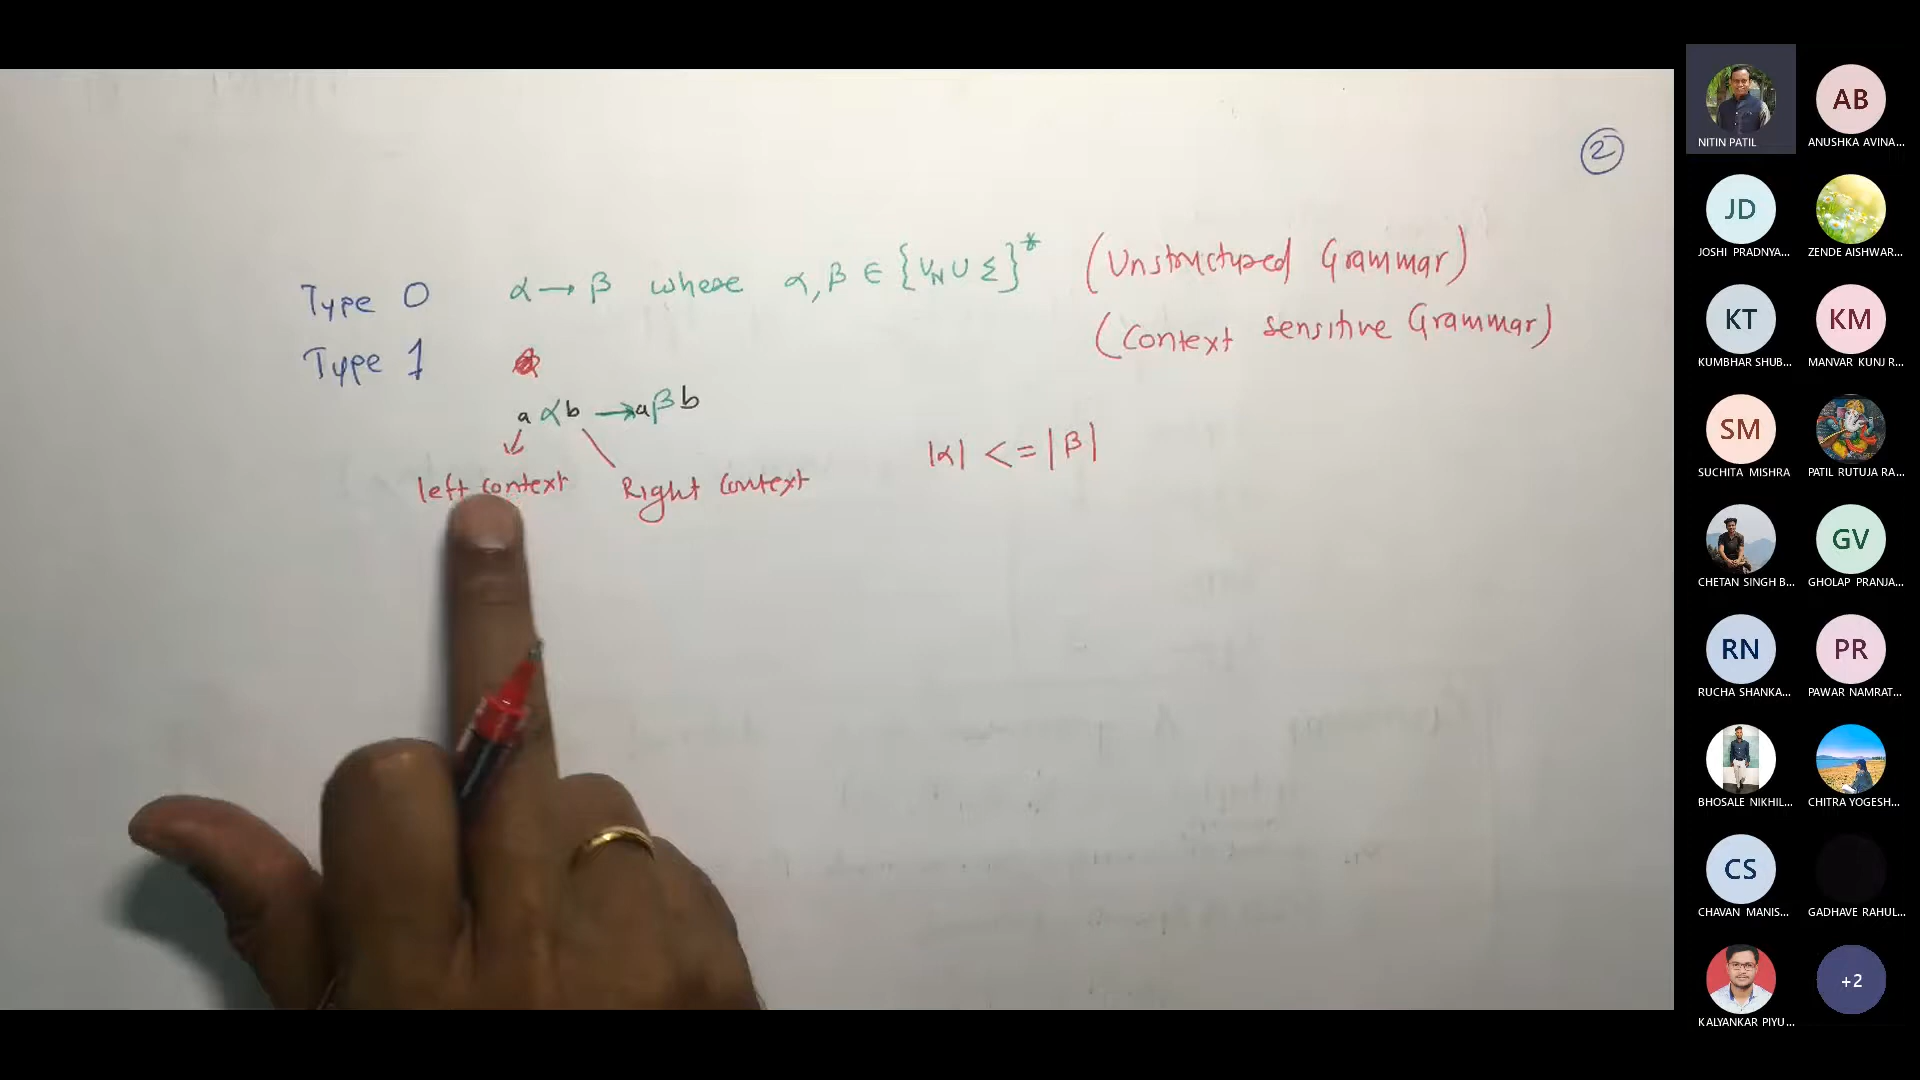 2
Type 0 α → β where α, β ∈ {V_N ∪ Σ}* (Unstructured Grammar)
Type 1 (Context sensitive Grammar)
a α b → a β b
|α| <= |β|
left context Right Context
NITIN PATIL
AB
ANUSHKA AVINA...
JD
JOSHI PRADNYA...
ZENDE AISHWAR...
KT
KUMBHAR SHUB...
KM
MANVAR KUNJ R...
SM
SUCHITA MISHRA
PATIL RUTUJA RA...
CHETAN SINGH B...
GV
GHOLAP PRANJA...
RN
RUCHA SHANKA...
PR
PAWAR NAMRAT...
BHOSALE NIKHIL...
CHITRA YOGESH...
CS
CHAVAN MANIS...
GADHAVE RAHUL...
KALYANKAR PIYU...
+2